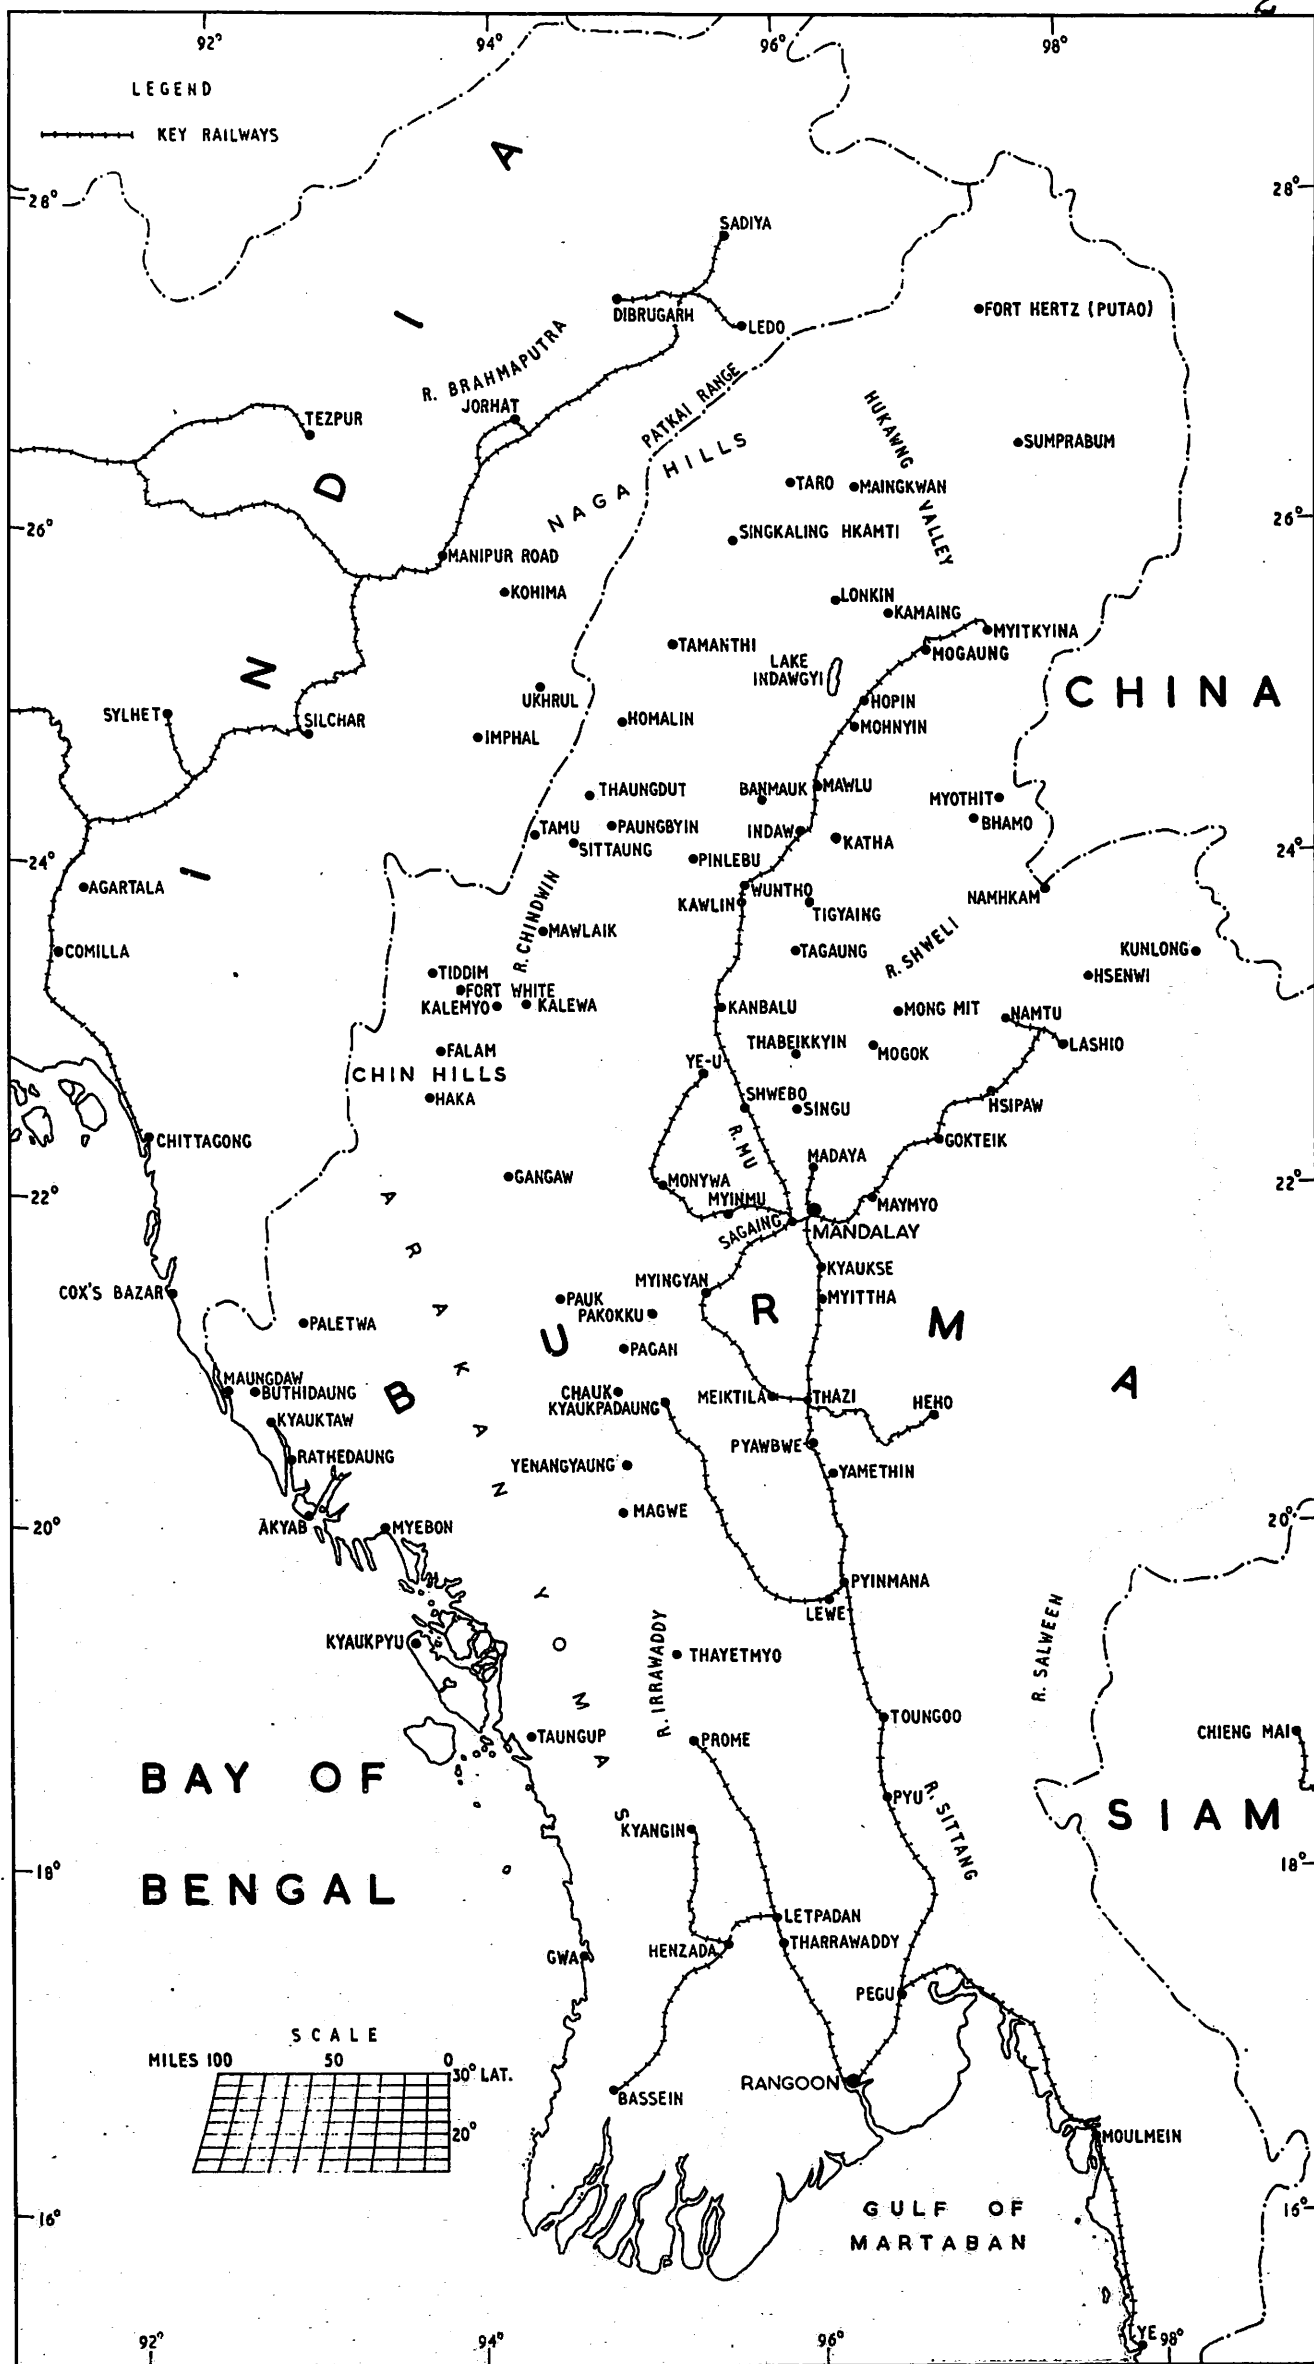 92° 94° 96° 98°
LEGEND
KEY RAILWAYS
INDIA
28° 28°
SADIYA
DIBRUGARH
LEDO
FORT HERTZ (PUTAO)
R. BRAHMAPUTRA
JORHAT
TEZPUR
PATKAI RANGE
HUKAWNG VALLEY
NAGA HILLS
SUMPRABUM
TARO
MAINGKWAN
26° 26°
SINGKALING HKAMTI
MANIPUR ROAD
KOHIMA
LONKIN
KAMAING
MYITKYINA
TAMANTHI
MOGAUNG
LAKE
INDAWGYI
CHINA
UKHRUL
HOPIN
SYLHET
SILCHAR
HOMALIN
MOHNYIN
IMPHAL
THAUNGDUT
BANMAUK
MAWLU
MYOTHIT
BHAMO
TAMU
PAUNGBYIN
INDAW
KATHA
SITTAUNG
24° 24°
PINLEBU
AGARTALA
WUNTHO
NAMHKAM
KAWLIN
TIGYAING
R. CHINDWIN
MAWLAIK
COMILLA
TAGAUNG
R. SHWELI
KUNLONG
TIDDIM
HSENWI
FORT WHITE
KALEMYO
KALEWA
KANBALU
MONG MIT
NAMTU
THABEIKKYIN
MOGOK
LASHIO
FALAM
YE-U
CHIN HILLS
HAKA
SHWEBO
SINGU
HSIPAW
CHITTAGONG
R. MU
GOKTEIK
MADAYA
GANGAW
MONYWA
22° 22°
MYINMU
MAYMYO
SAGAING
MANDALAY
ARAKAN YOMAS
KYAUKSE
COX'S BAZAR
MYINGYAN
PAUK
PAKOKKU
MYITTHA
PALETWA
BURMA
PAGAN
MAUNGDAW
BUTHIDAUNG
CHAUK
KYAUKPADAUNG
MEIKTILA
THAZI
HEHO
KYAUKTAW
PYAWBWE
RATHEDAUNG
YENANGYAUNG
YAMETHIN
MAGWE
20° 20°
AKYAB
MYEBON
PYINMANA
LEWE
KYAUKPYU
R. IRRAWADDY
THAYETMYO
R. SALWEEN
TOUNGOO
TAUNGUP
PROME
CHIENG MAI
BAY OF
BENGAL
PYU
R. SITTANG
SIAM
KYANGIN
18° 18°
LETPADAN
HENZADA
THARRAWADDY
GWA
PEGU
SCALE
MILES 100 50 0
30° LAT.
20°
RANGOON
BASSEIN
MOULMEIN
16° 16°
GULF OF
MARTABAN
YE
92° 94° 96° 98°